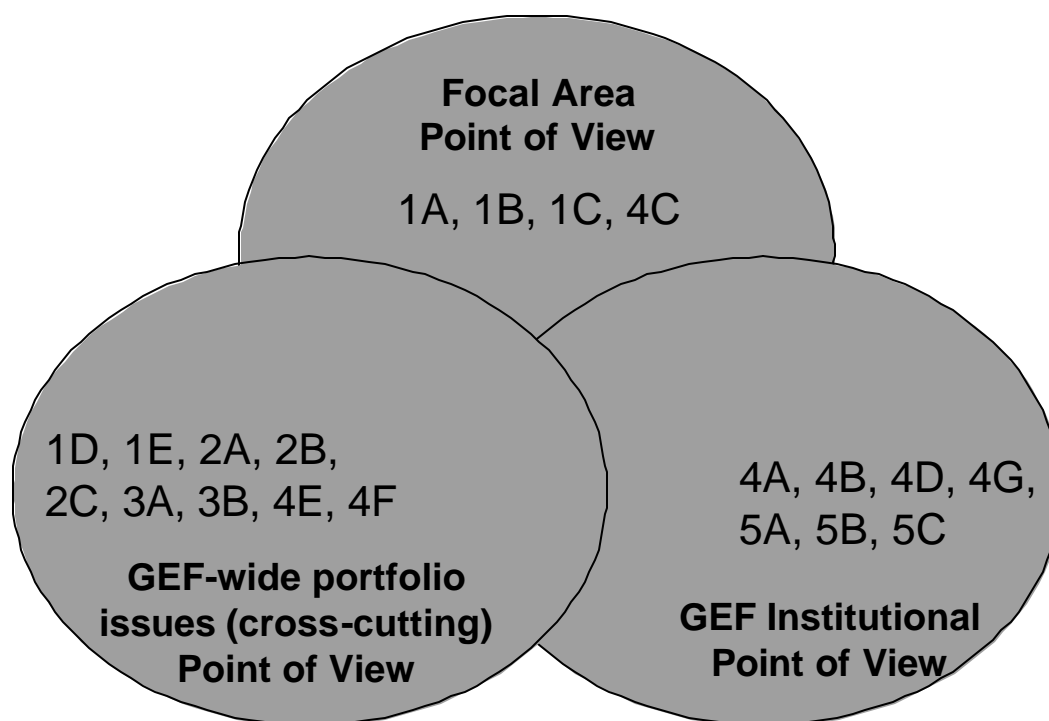 Focal Area
Point of View
1A, 1B, 1C, 4C
1D, 1E, 2A, 2B,
2C, 3A, 3B, 4E, 4F
GEF-wide portfolio
issues (cross-cutting)
Point of View
4A, 4B, 4D, 4G,
5A, 5B, 5C
GEF Institutional
Point of View